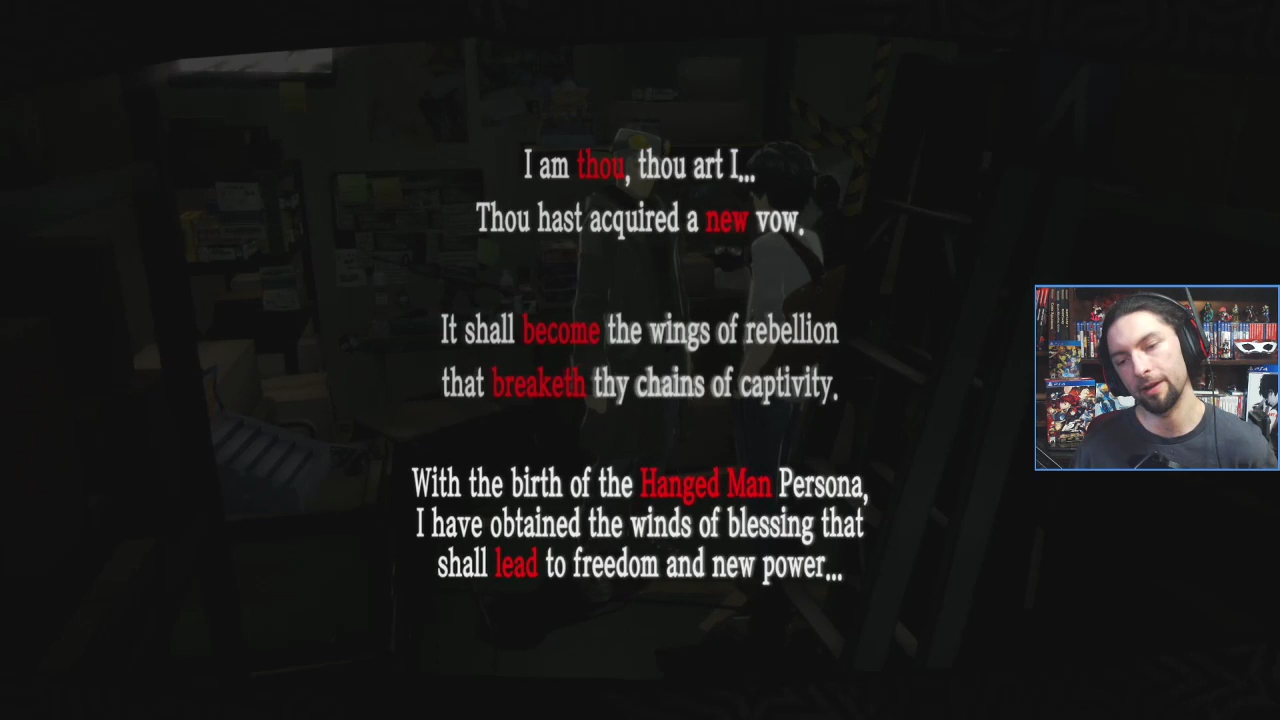 I am thou, thou art I...
Thou hast acquired a new vow.
It shall become the wings of rebellion
that breaketh thy chains of captivity.
With the birth of the Hanged Man Persona,
I have obtained the winds of blessing that
shall lead to freedom and new power...